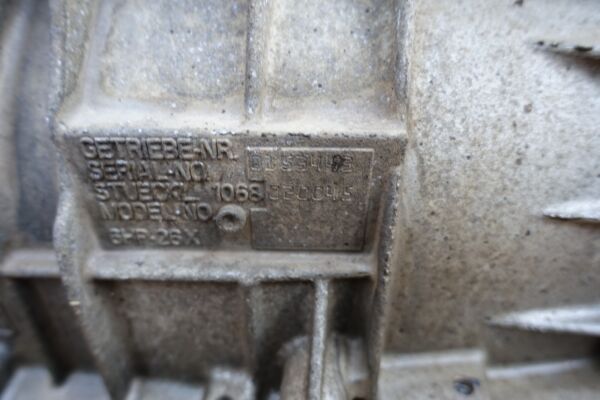 GETRIEBE-NR.
SERIAL-NO.
STUECKL. 1068
MODEL-NO.
6HP-26X